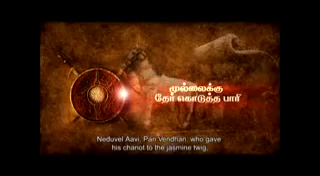 முல்லைக்கு
தேர் கொடுத்த பாரி
Neduvel Aavi, Pari Vendhan, who gave
his chariot to the jasmine twig,